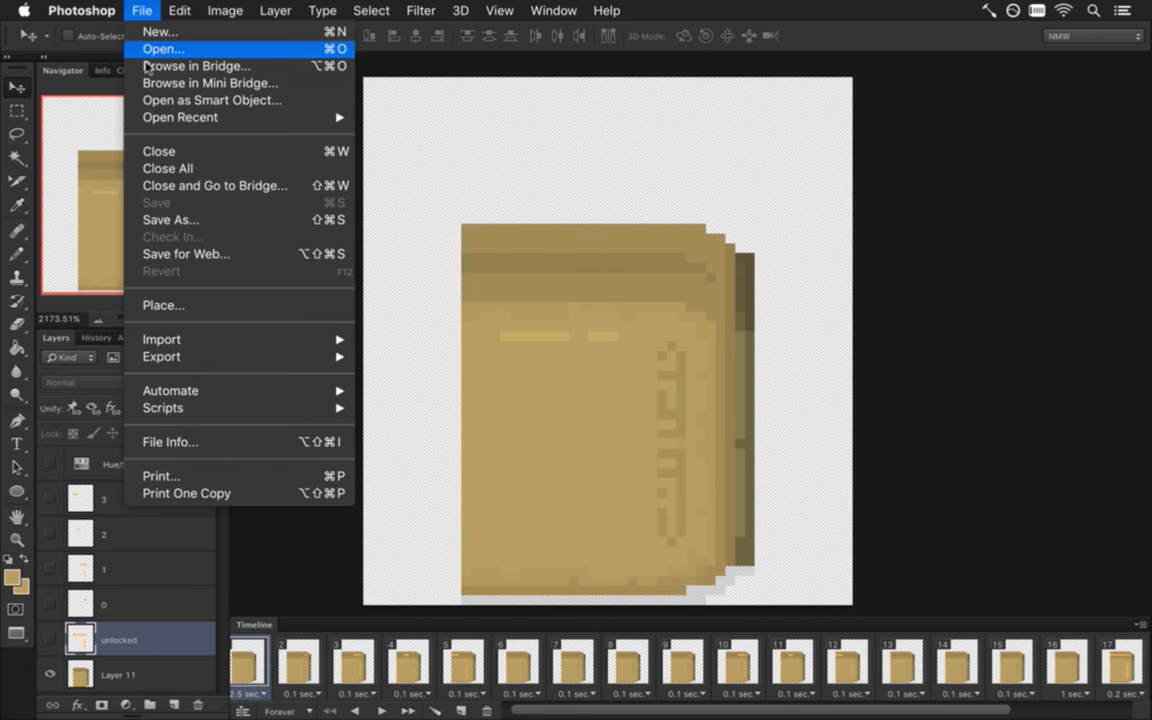 Photoshop File Edit Image Layer Type Select Filter 3D View Window Help
Auto-Select 3D Mode: NMW
New... ⌘N
Open... ⌘O
Browse in Bridge... ⌥⌘O
Browse in Mini Bridge...
Open as Smart Object...
Open Recent ▶
Close ⌘W
Close All
Close and Go to Bridge... ⇧⌘W
Save ⌘S
Save As... ⇧⌘S
Check In...
Save for Web... ⌥⇧⌘S
Revert F12
Place...
Import ▶
Export ▶
Automate ▶
Scripts ▶
File Info... ⌥⇧⌘I
Print... ⌘P
Print One Copy ⌥⇧⌘P
Navigator Info
2173.51%
Layers History
Kind
Normal
Unify:
Lock:
Hue/
3
2
1
0
unlocked
Layer 11
Timeline
2 3 4 5 6 7 8 9 10 11 12 13 14 15 16 17
2.5 sec. 0.1 sec. 0.1 sec. 0.1 sec. 0.1 sec. 0.1 sec. 0.1 sec. 0.1 sec. 0.1 sec. 0.1 sec. 0.1 sec. 0.1 sec. 0.1 sec. 0.1 sec. 0.1 sec. 1 sec. 0.2 sec.
Forever